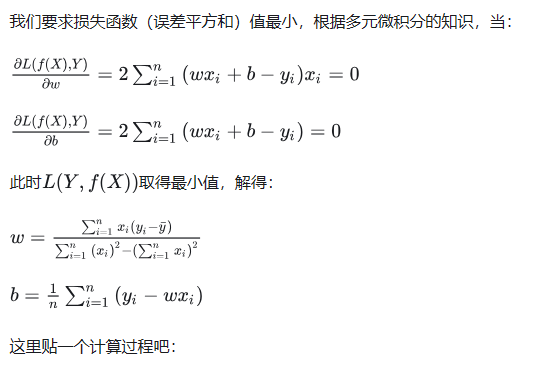 我们要求损失函数（误差平方和）值最小，根据多元微积分的知识，当：
$\frac{\partial L(f(X),Y)}{\partial w} = 2\sum_{i=1}^{n}(wx_i + b - y_i)x_i = 0$
$\frac{\partial L(f(X),Y)}{\partial b} = 2\sum_{i=1}^{n}(wx_i + b - y_i) = 0$
此时$L(Y, f(X))$取得最小值，解得：
$w = \frac{\sum_{i=1}^{n} x_i(y_i - \bar{y})}{\sum_{i=1}^{n}(x_i)^2 - (\sum_{i=1}^{n} x_i)^2}$
$b = \frac{1}{n}\sum_{i=1}^{n}(y_i - wx_i)$
这里贴一个计算过程吧：